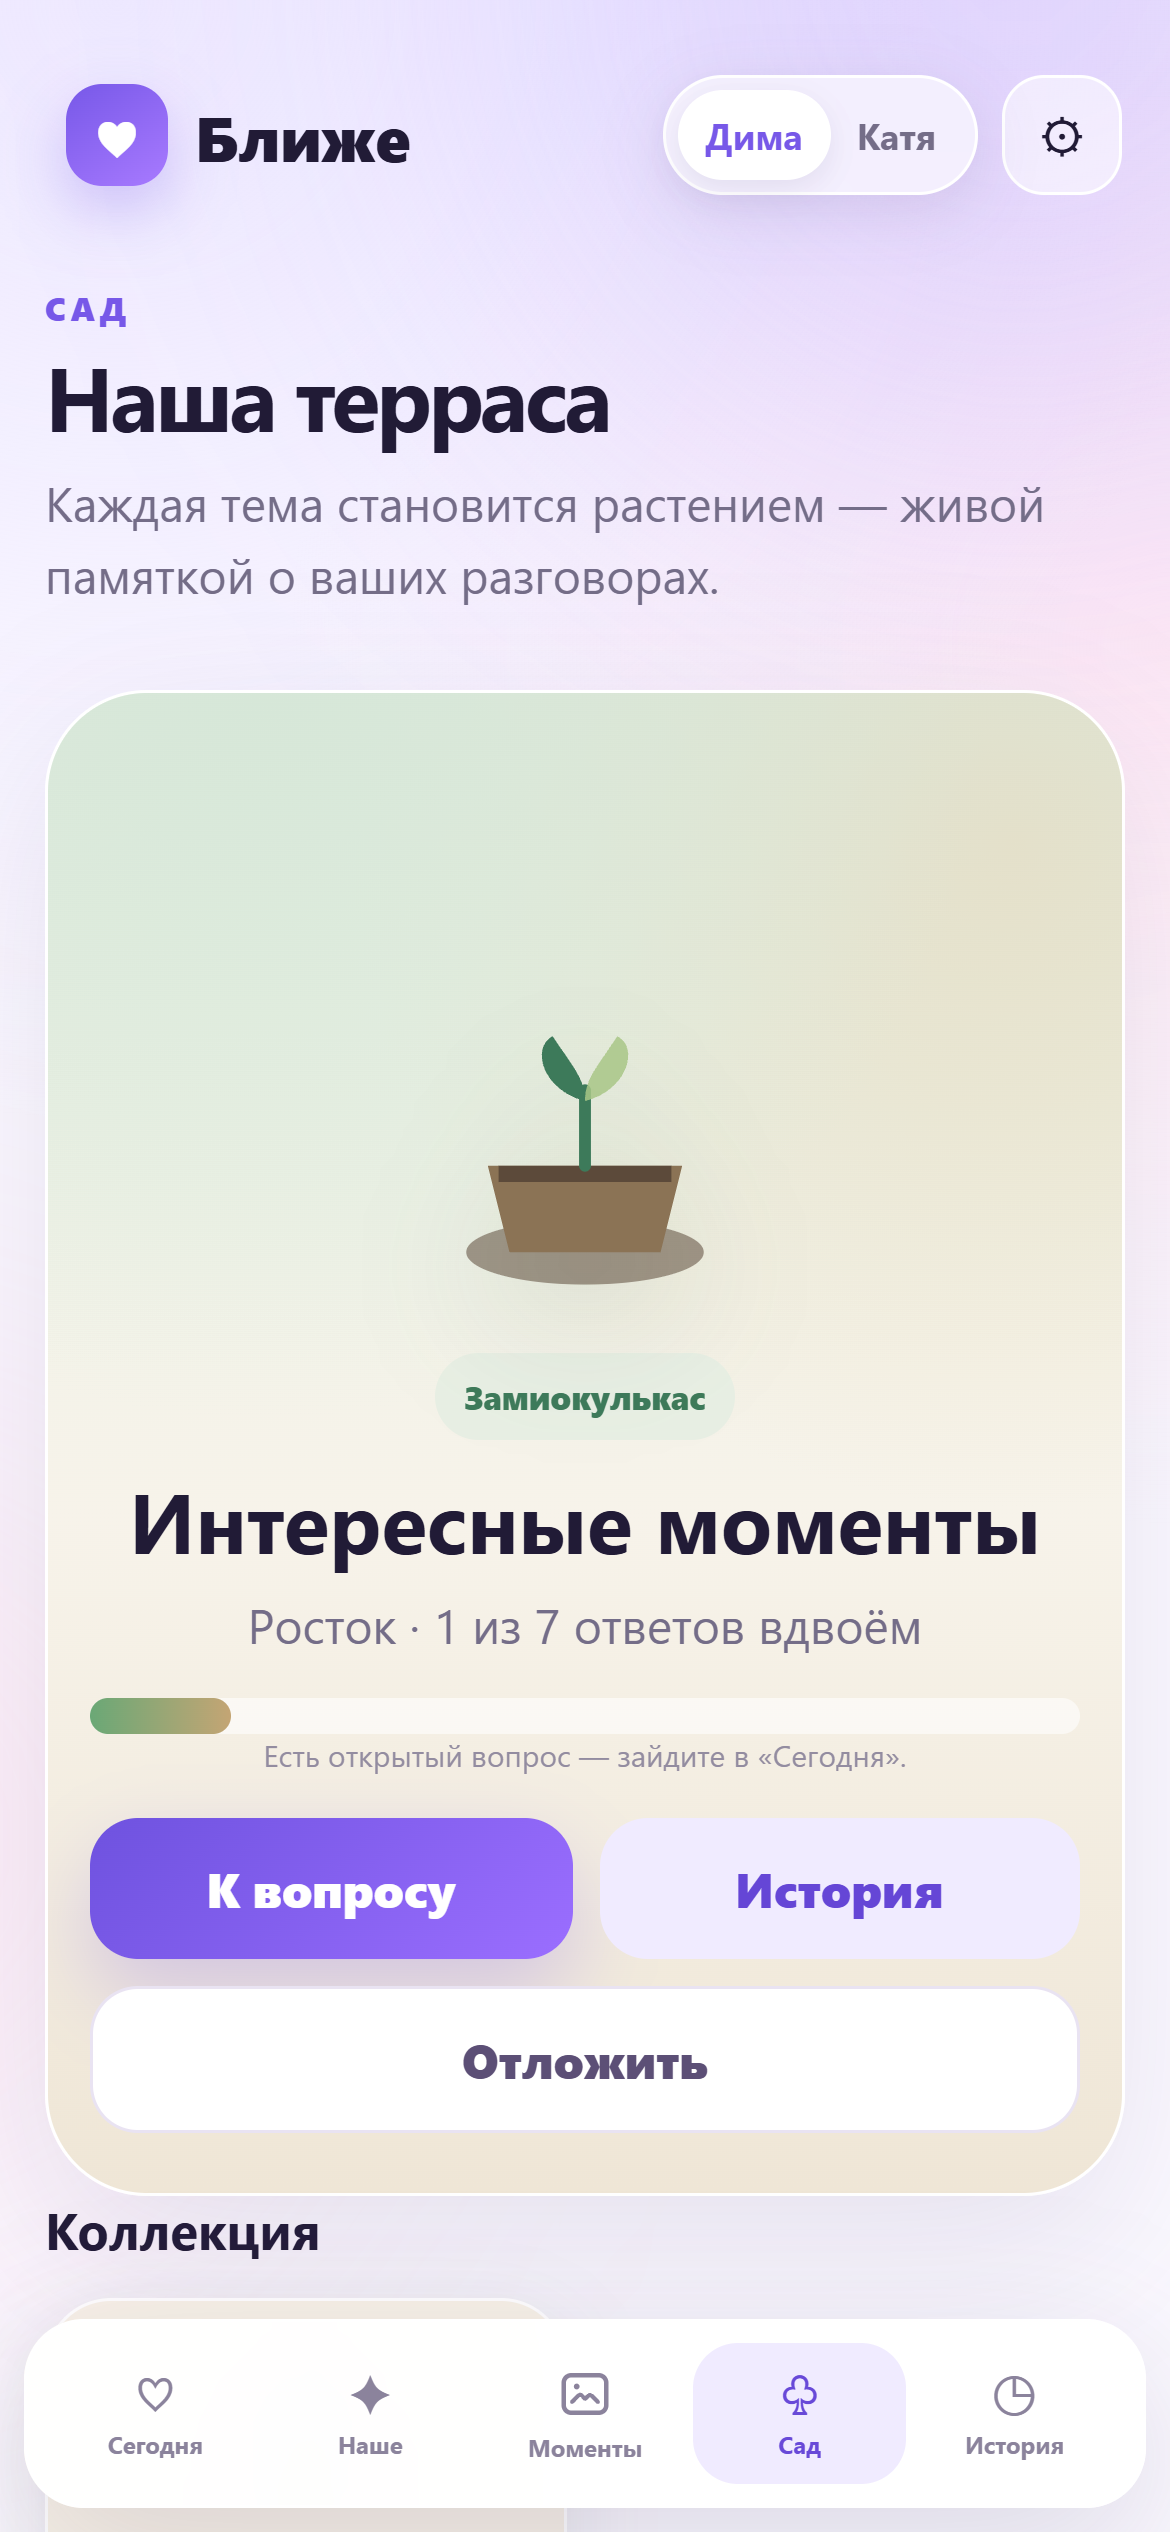 Ближе
Дима
Катя
САД
Наша терраса
Каждая тема становится растением — живой
памяткой о ваших разговорах.
Замиокулькас
Интересные моменты
Росток · 1 из 7 ответов вдвоём
Есть открытый вопрос — зайдите в «Сегодня».
К вопросу
История
Отложить
Коллекция
Сегодня
Наше
Моменты
Сад
История